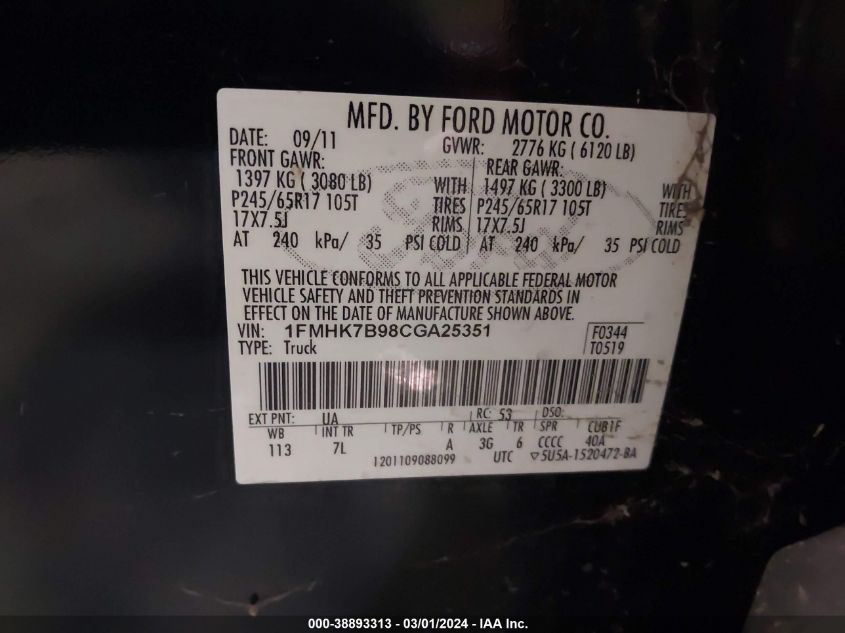 MFD. BY FORD MOTOR CO.
DATE: 09/11 GVWR: 2776 KG ( 6120 LB)
FRONT GAWR: REAR GAWR:
1397 KG ( 3080 LB) WITH 1497 KG ( 3300 LB) WITH
P245/65R17 105T TIRES P245/65R17 105T TIRES
17X7.5J RIMS 17X7.5J RIMS
AT 240 kPa/ 35 PSI COLD AT 240 kPa/ 35 PSI COLD
THIS VEHICLE CONFORMS TO ALL APPLICABLE FEDERAL MOTOR
VEHICLE SAFETY AND THEFT PREVENTION STANDARDS IN
EFFECT ON THE DATE OF MANUFACTURE SHOWN ABOVE.
VIN: 1FMHK7B98CGA25351 F0344
TYPE: Truck T0519
EXT PNT: UA RC: 53 DSO:
WB INT TR TP/PS R AXLE TR SPR CUB1F
113 7L A 3G 6 CCCC 40A
1201109088099 UTC ▽5U5A-1520472-BA
000-38893313 - 03/01/2024 - IAA Inc.